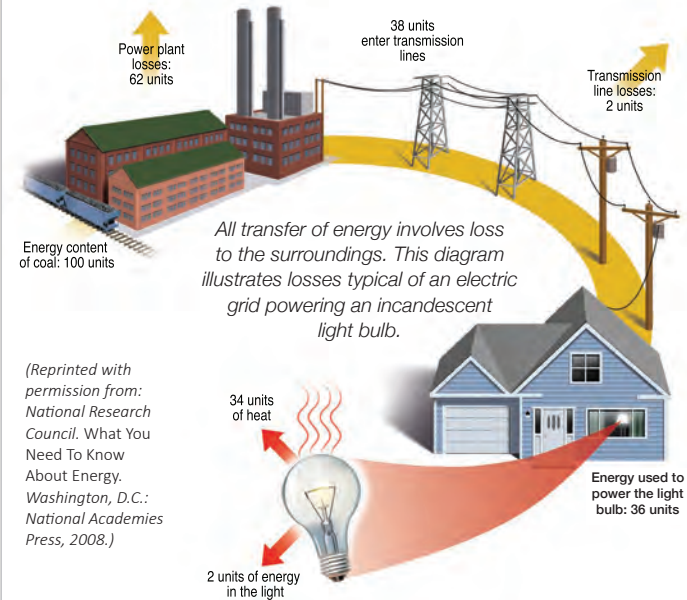 Power plant
losses:
62 units
38 units
enter transmission
lines
Transmission
line losses:
2 units
Energy content
of coal: 100 units
All transfer of energy involves loss
to the surroundings. This diagram
illustrates losses typical of an electric
grid powering an incandescent
light bulb.
(Reprinted with
permission from:
National Research
Council. What You
Need To Know
About Energy.
Washington, D.C.:
National Academies
Press, 2008.)
34 units
of heat
Energy used to
power the light
bulb: 36 units
2 units of energy
in the light